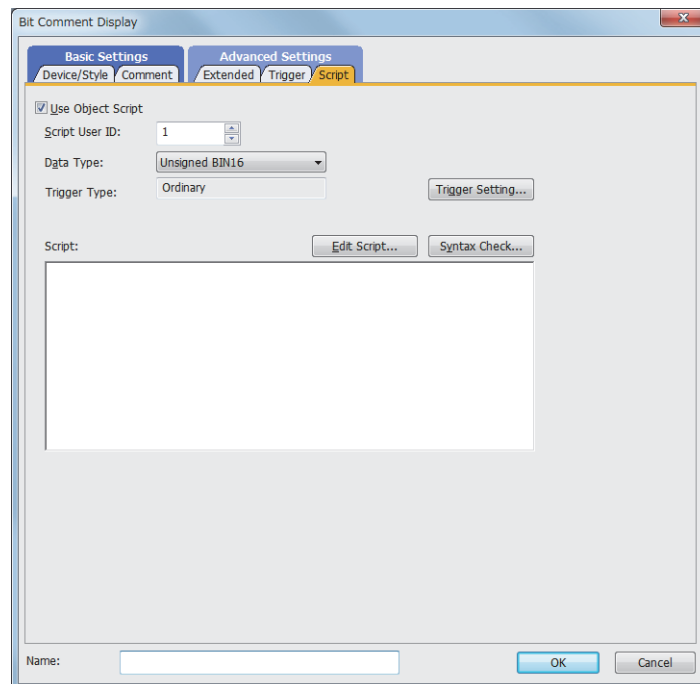 Bit Comment Display
Basic Settings Advanced Settings
Device/Style Comment Extended Trigger Script
Use Object Script
Script User ID: 1
Data Type: Unsigned BIN16
Trigger Type: Ordinary Trigger Setting...
Script: Edit Script... Syntax Check...
Name: OK Cancel